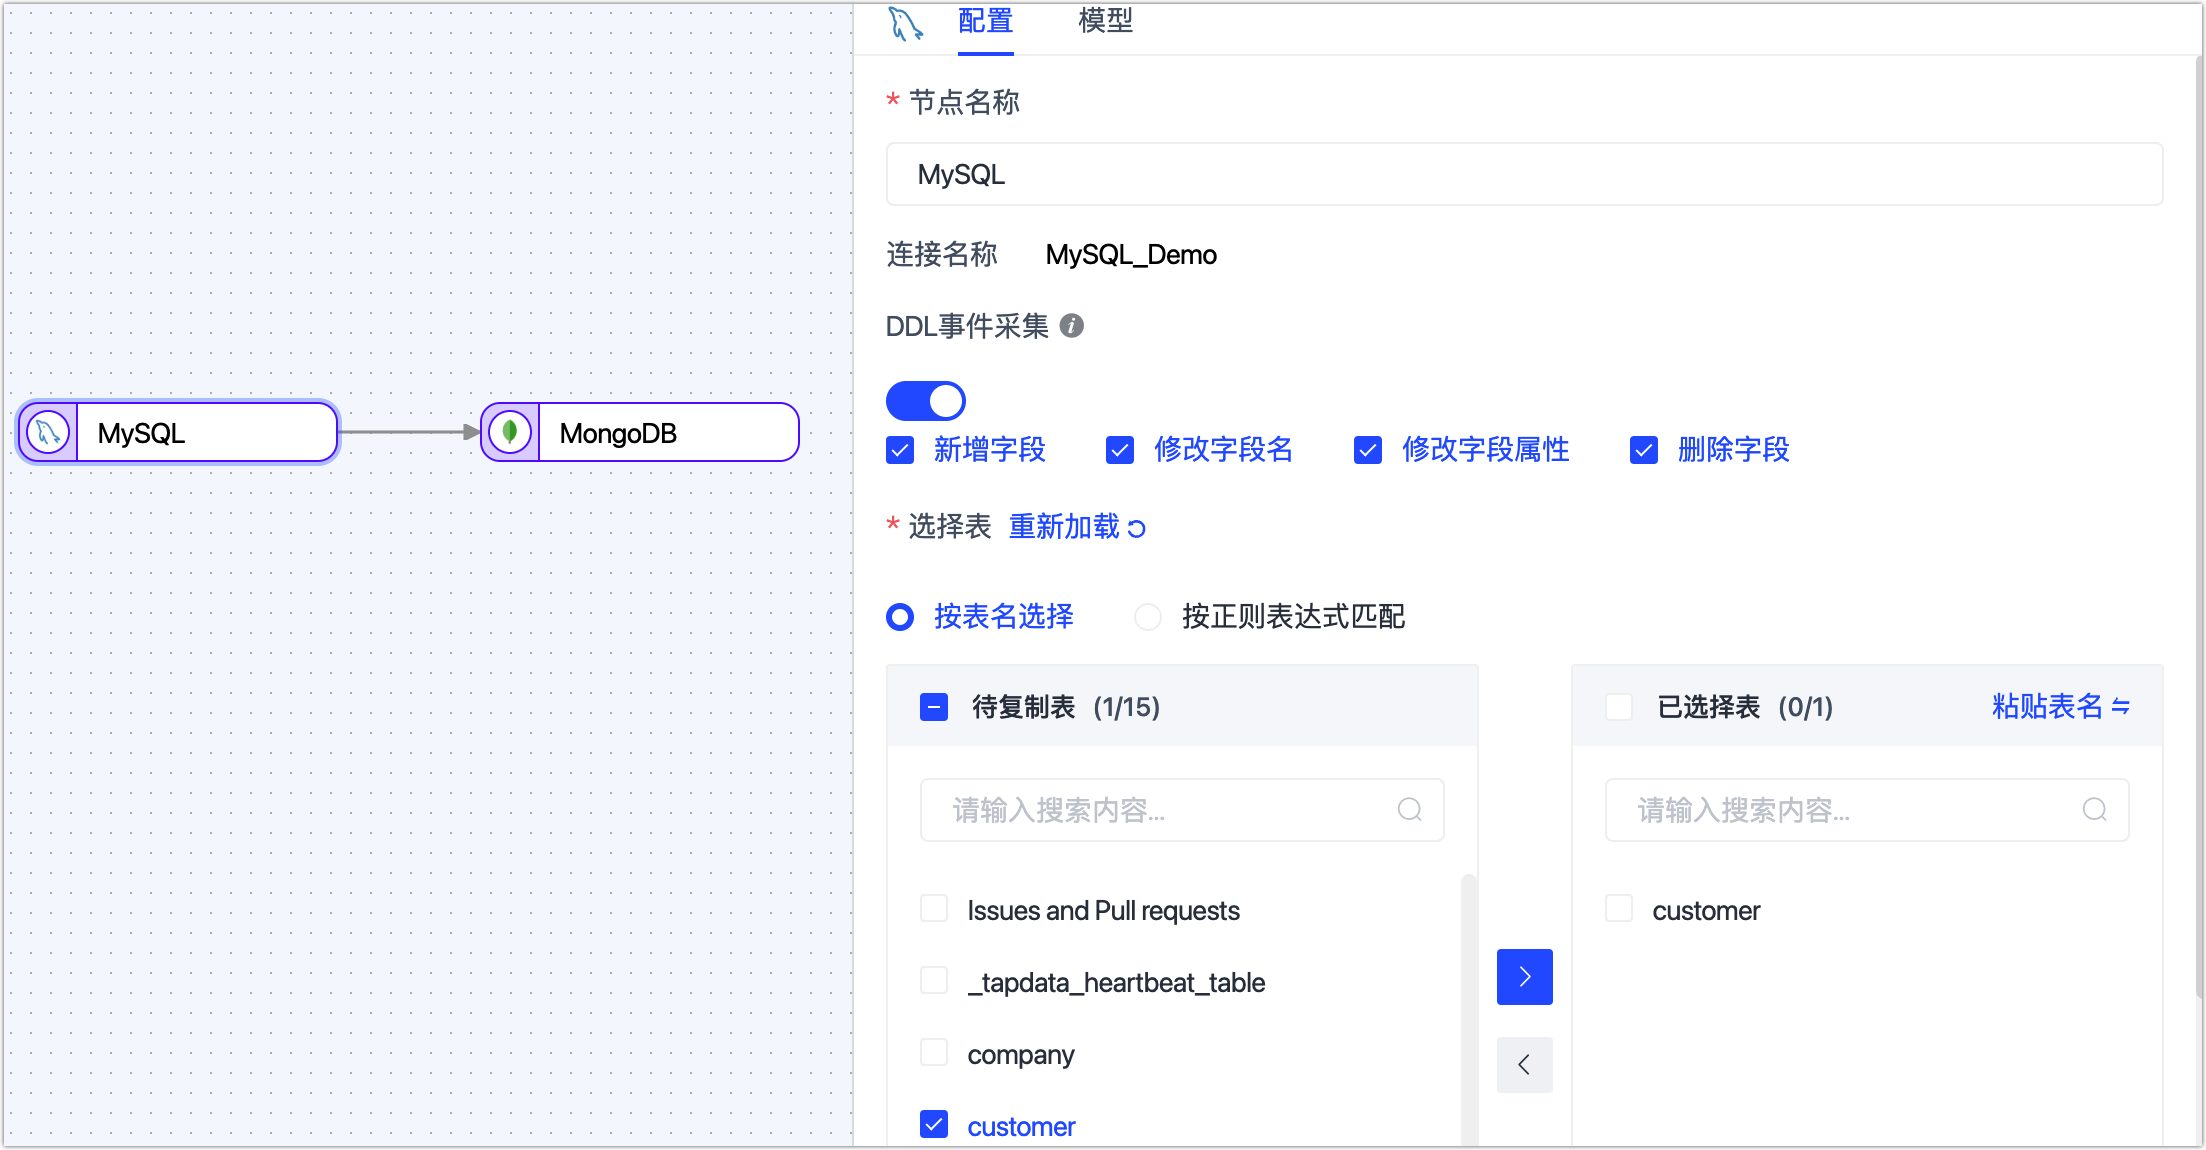 配置 模型
* 节点名称
MySQL
连接名称 MySQL_Demo
DDL事件采集
新增字段 修改字段名 修改字段属性 删除字段
* 选择表 重新加载
按表名选择 按正则表达式匹配
待复制表 (1/15)
请输入搜索内容...
Issues and Pull requests
_tapdata_heartbeat_table
company
customer
已选择表 (0/1) 粘贴表名
请输入搜索内容...
customer
MySQL
MongoDB